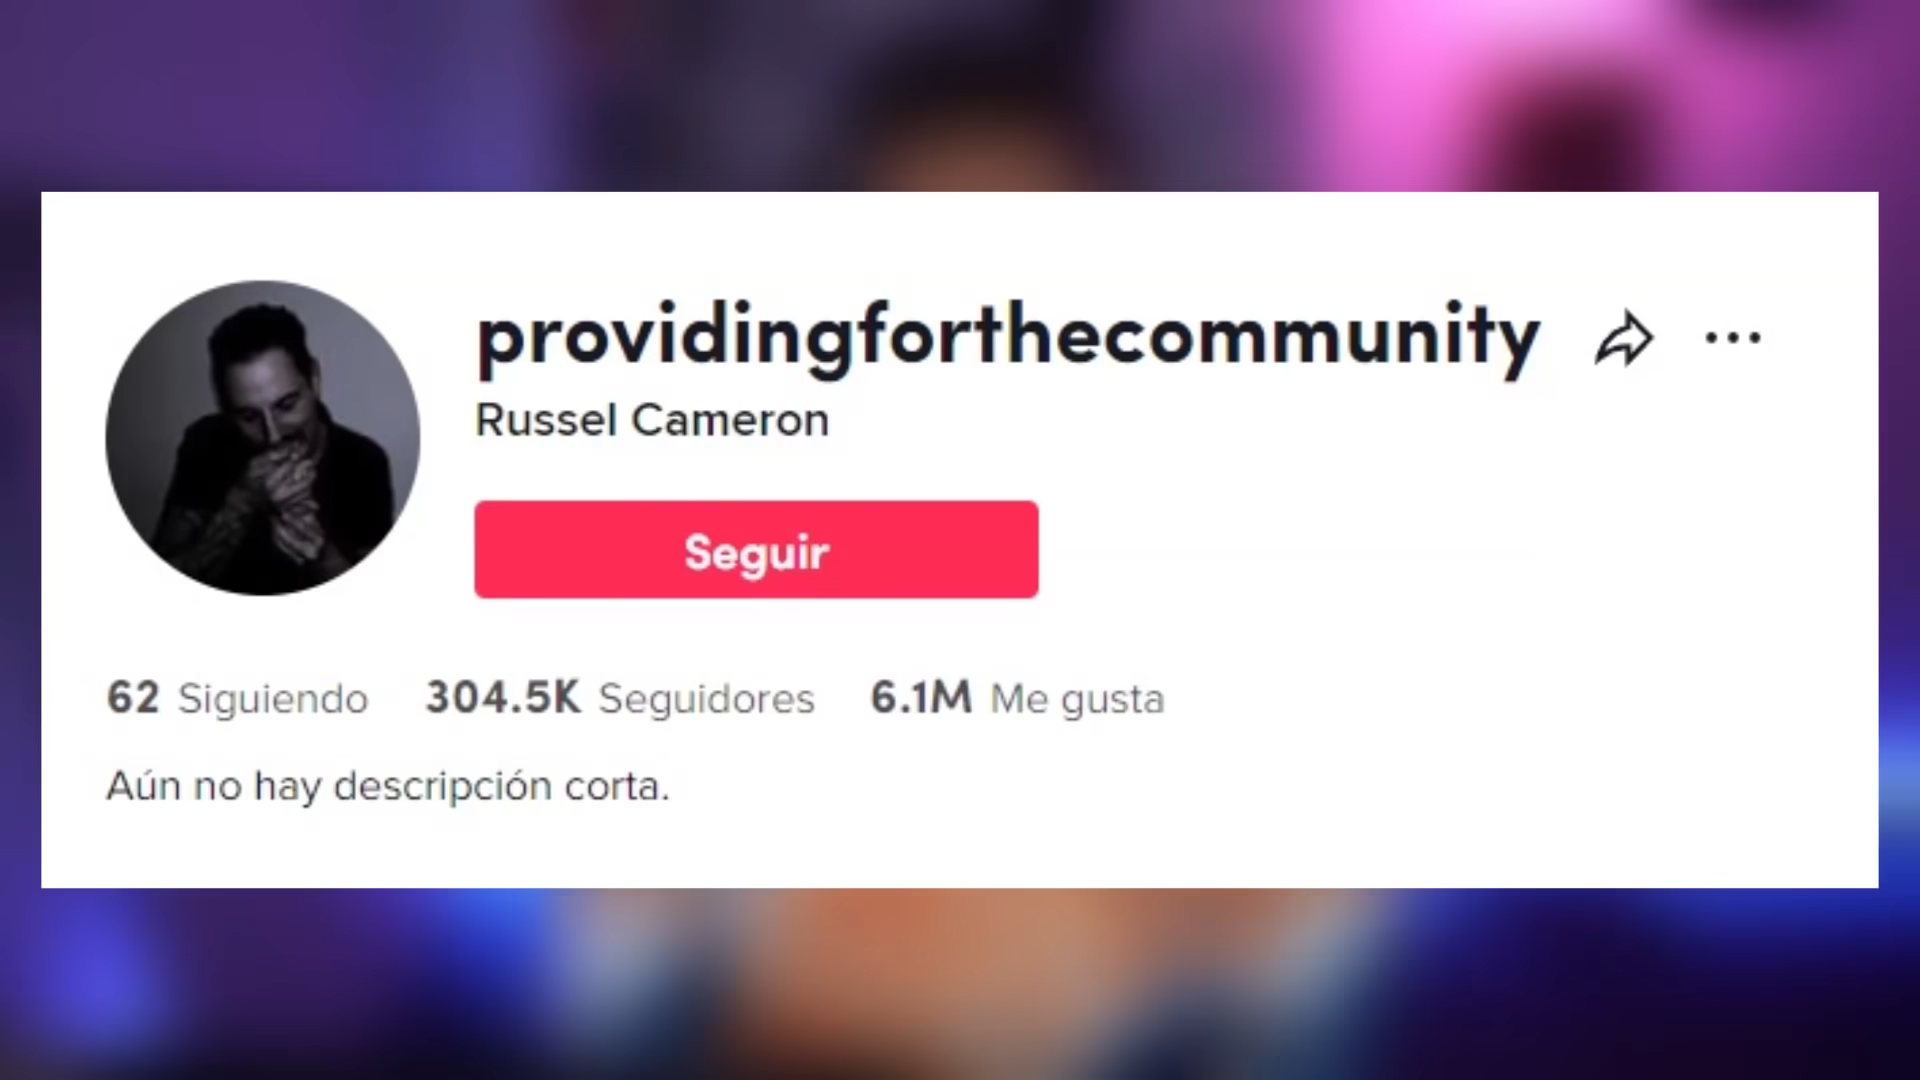 providingforthecommunity
Russel Cameron
Seguir
62 Siguiendo 304.5K Seguidores 6.1M Me gusta
Aún no hay descripción corta.